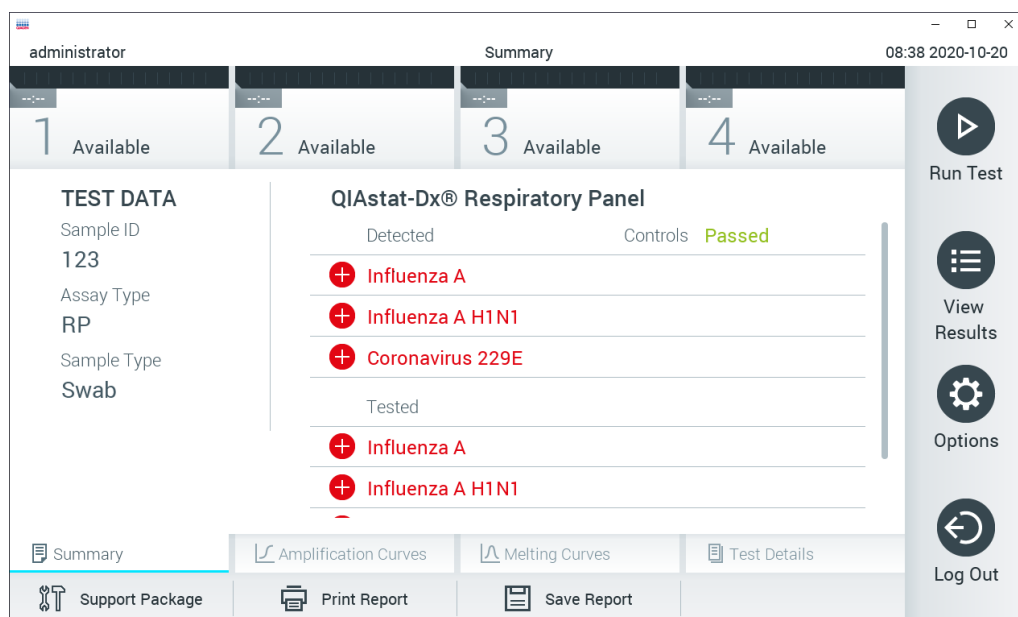 administrator Summary 08:38 2020-10-20
--:-- --:-- --:-- --:--
1 Available 2 Available 3 Available 4 Available
Run Test
TEST DATA
Sample ID
123
Assay Type
RP
Sample Type
Swab
QIAstat-Dx® Respiratory Panel
Detected Controls Passed
Influenza A
Influenza A H1N1
Coronavirus 229E
Tested
Influenza A
Influenza A H1N1
View
Results
Options
Log Out
Summary Amplification Curves Melting Curves Test Details
Support Package Print Report Save Report